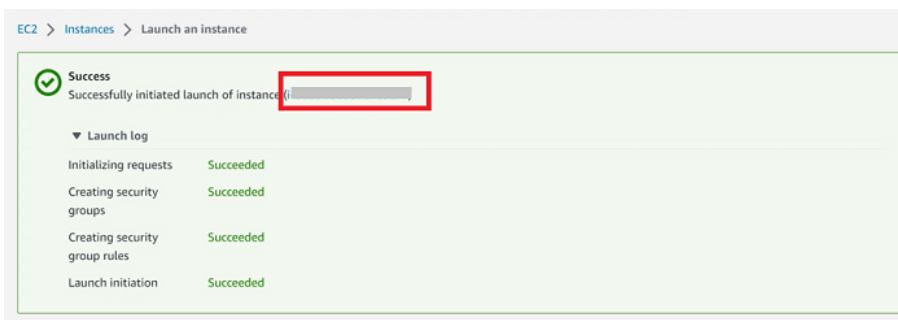 EC2 > Instances > Launch an instance
Success
Successfully initiated launch of instance (i
▼ Launch log
Initializing requests Succeeded
Creating security Succeeded
groups
Creating security Succeeded
group rules
Launch initiation Succeeded